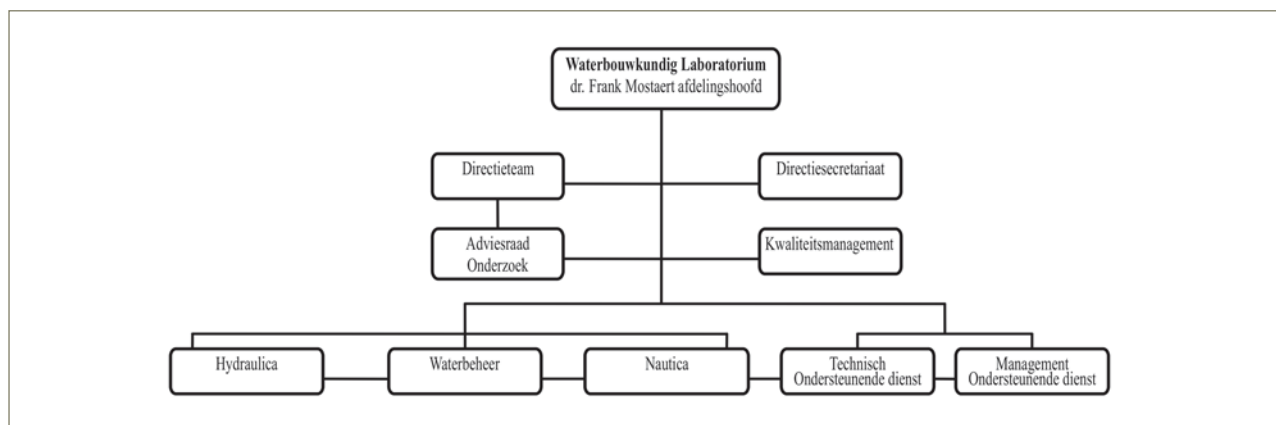 Waterbouwkundig Laboratorium
dr. Frank Mostaert afdelingshoofd
Directieteam
Directiesecretariaat
Adviesraad
Onderzoek
Kwaliteitsmanagement
Hydraulica
Waterbeheer
Nautica
Technisch
Ondersteunende dienst
Management
Ondersteunende dienst